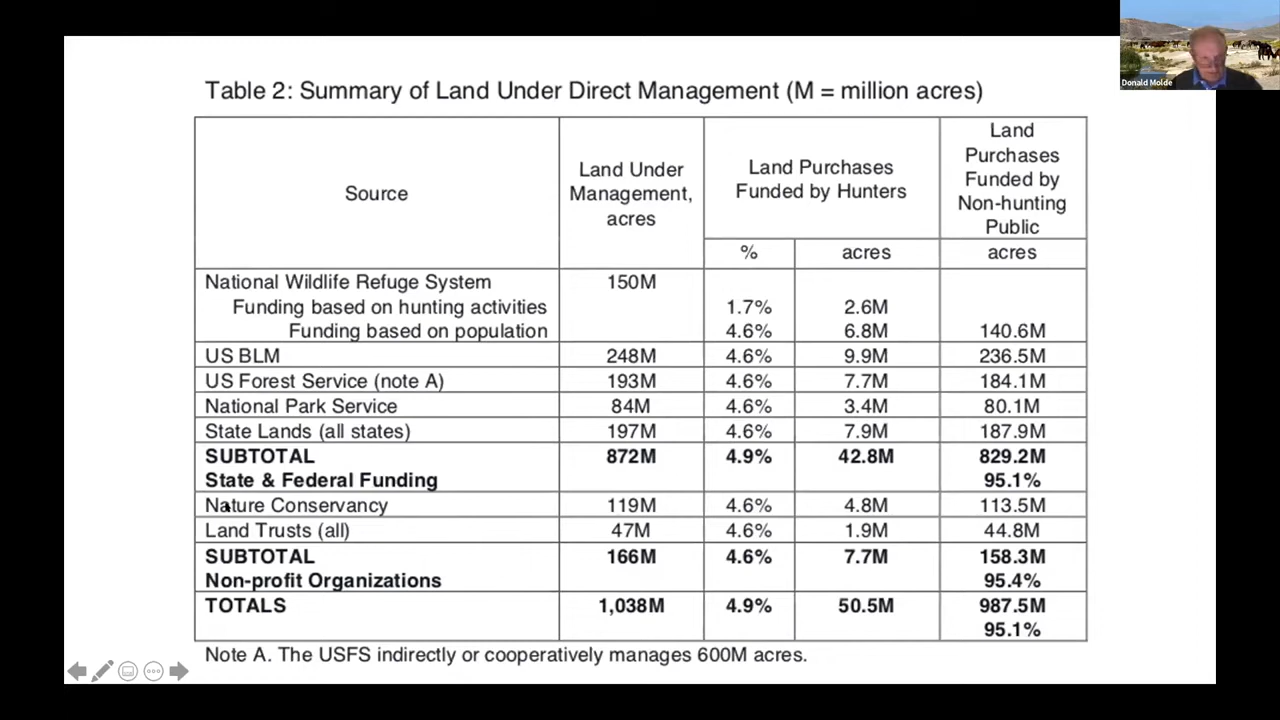 Donald Molde
Table 2: Summary of Land Under Direct Management (M = million acres)
Source
Land Under
Management,
acres
Land Purchases
Funded by Hunters
Land
Purchases
Funded by
Non-hunting
Public
% acres acres
National Wildlife Refuge System 150M
Funding based on hunting activities 1.7% 2.6M
Funding based on population 4.6% 6.8M 140.6M
US BLM 248M 4.6% 9.9M 236.5M
US Forest Service (note A) 193M 4.6% 7.7M 184.1M
National Park Service 84M 4.6% 3.4M 80.1M
State Lands (all states) 197M 4.6% 7.9M 187.9M
SUBTOTAL 872M 4.9% 42.8M 829.2M
State & Federal Funding 95.1%
Nature Conservancy 119M 4.6% 4.8M 113.5M
Land Trusts (all) 47M 4.6% 1.9M 44.8M
SUBTOTAL 166M 4.6% 7.7M 158.3M
Non-profit Organizations 95.4%
TOTALS 1,038M 4.9% 50.5M 987.5M
95.1%
Note A. The USFS indirectly or cooperatively manages 600M acres.